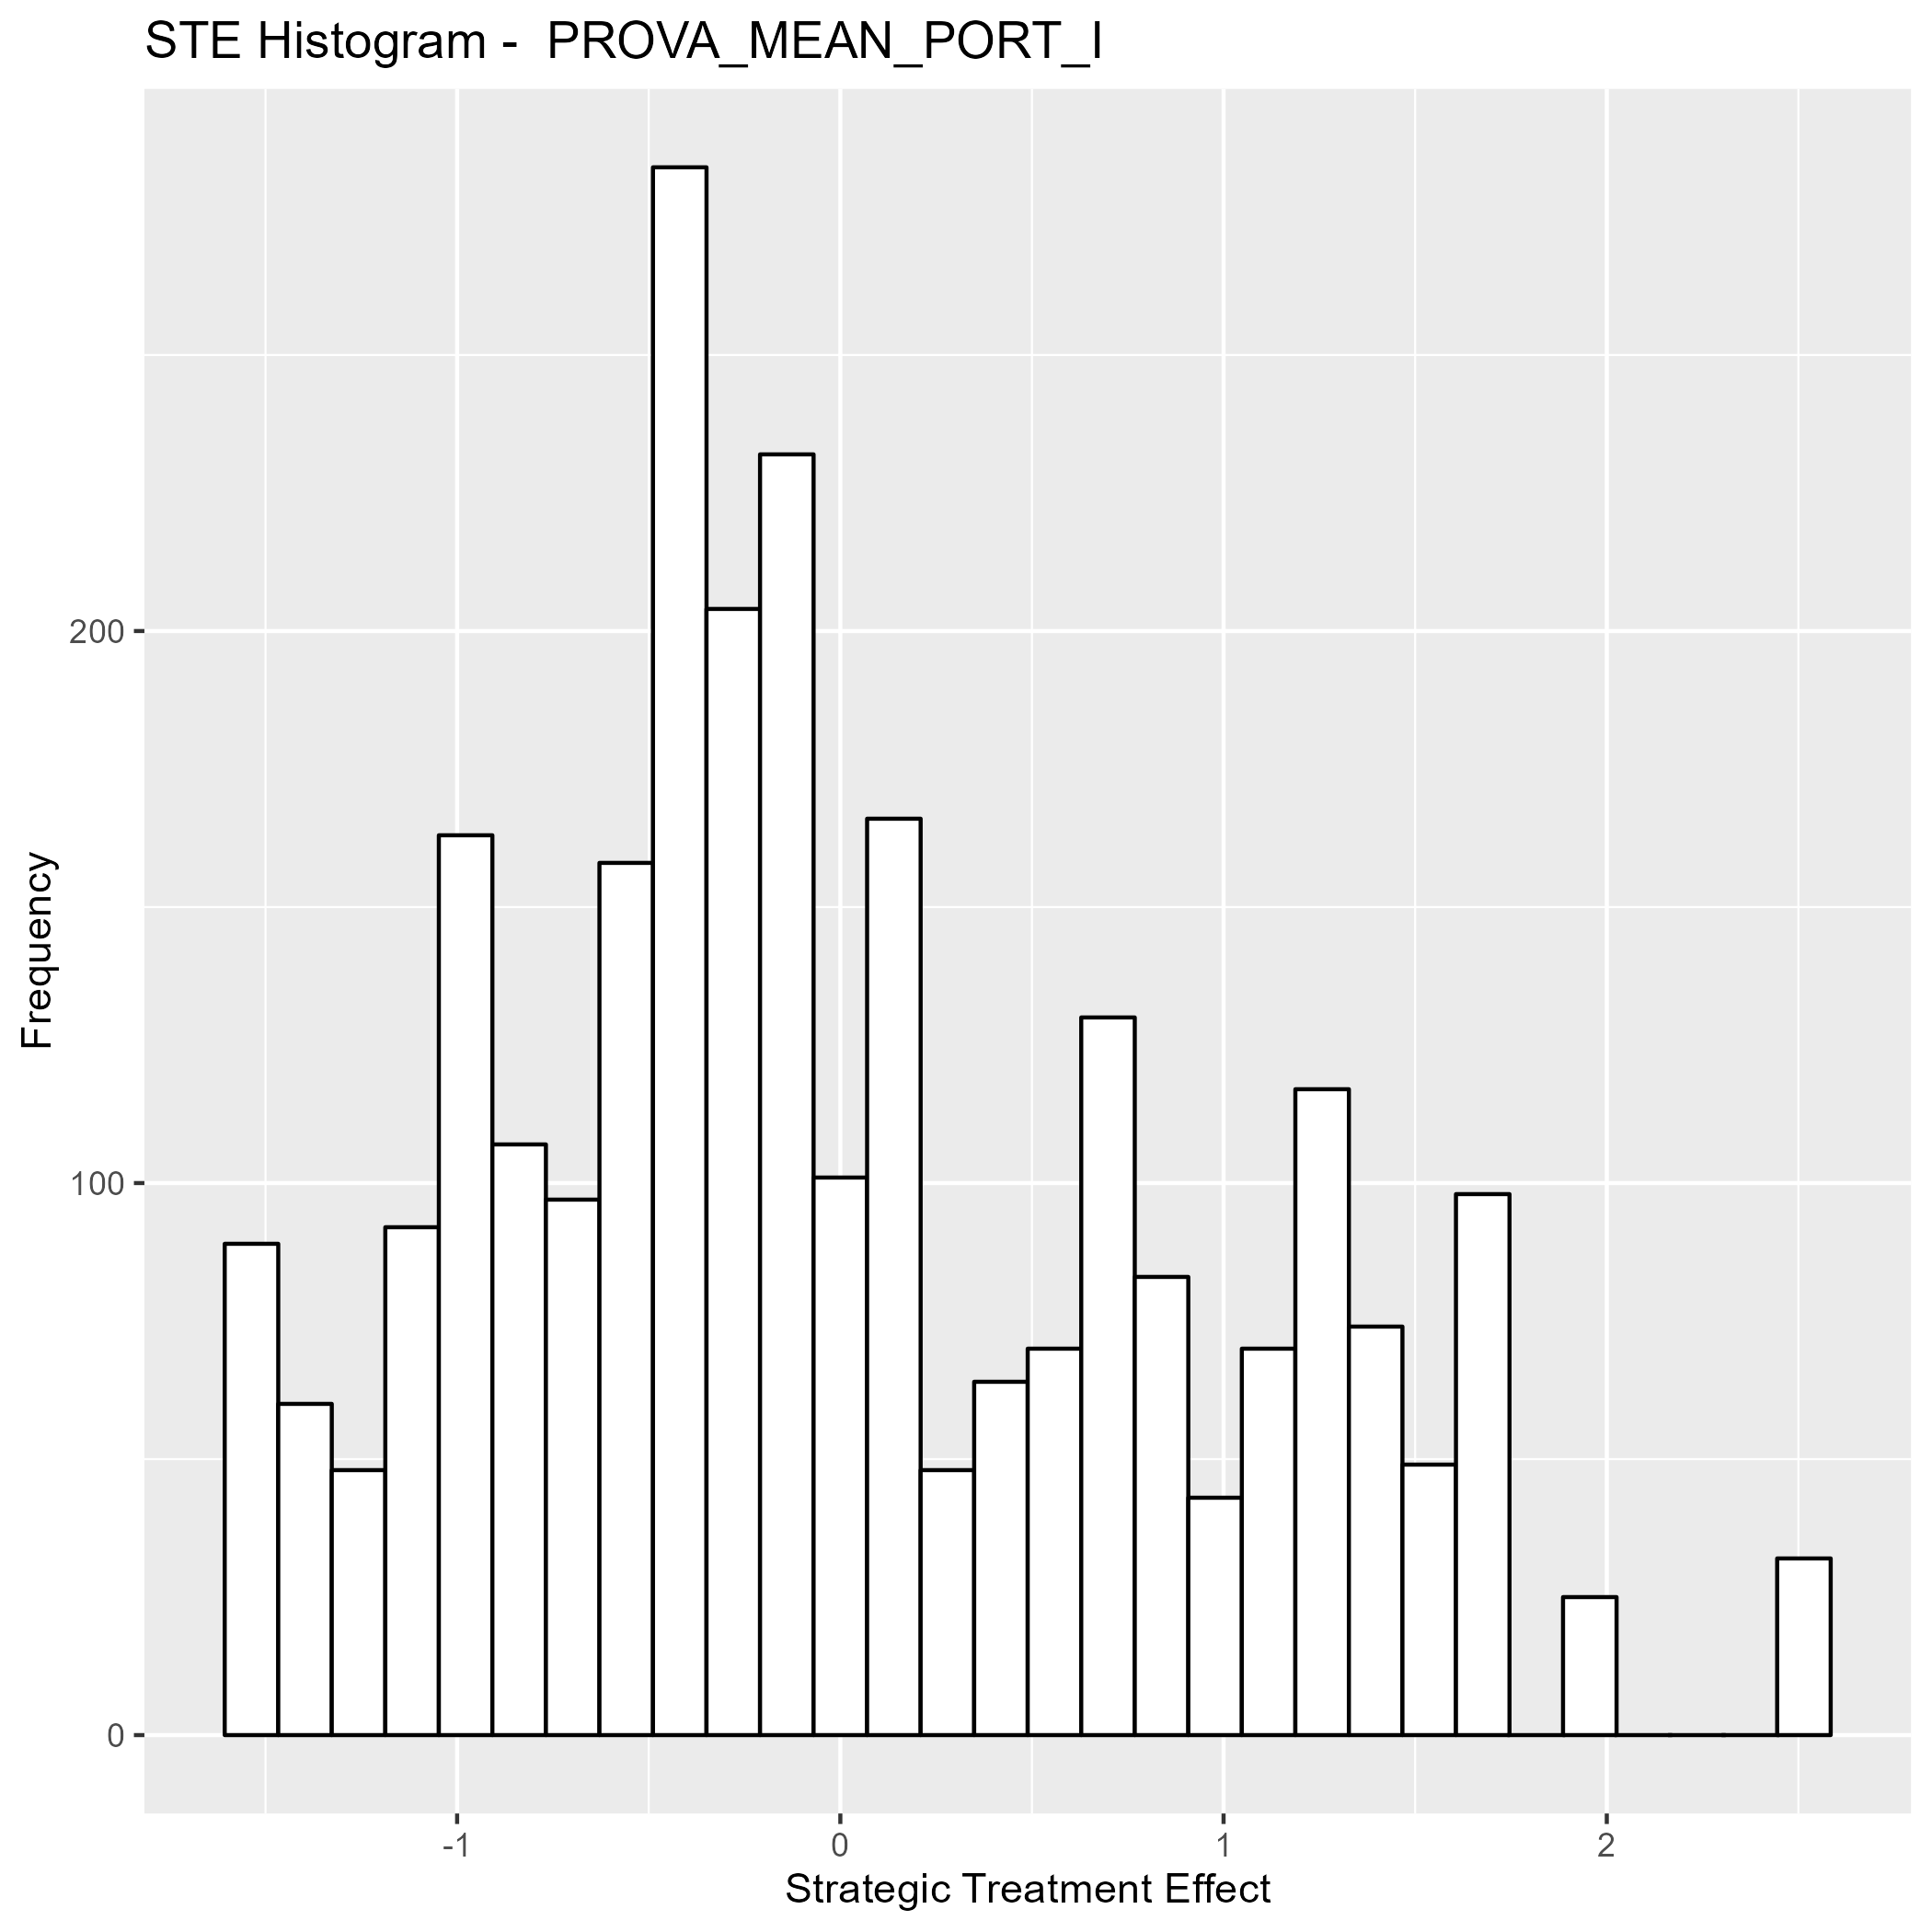 STE Histogram -  PROVA_MEAN_PORT_I
Frequency
200
100
0
-1
0
1
2
Strategic Treatment Effect